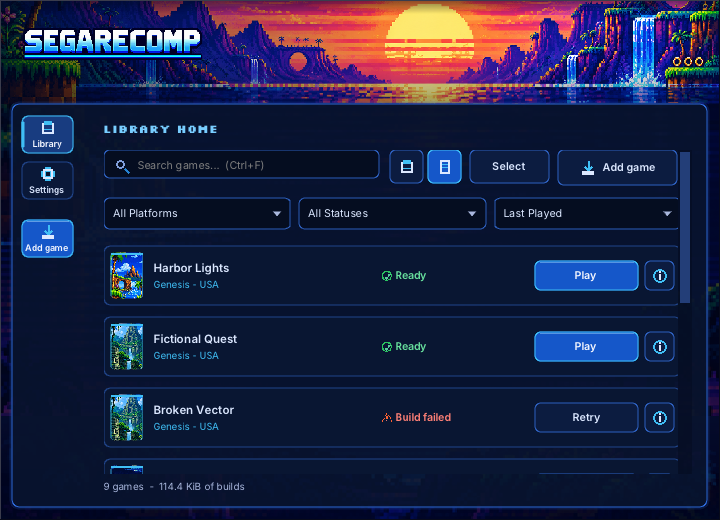 SEGARECOMP
LIBRARY HOME
Library
Settings
Add game
Search games... (Ctrl+F)
Select
Add game
All Platforms
All Statuses
Last Played
Harbor Lights
Genesis - USA
Ready
Play
Fictional Quest
Genesis - USA
Ready
Play
Broken Vector
Genesis - USA
Build failed
Retry
9 games - 114.4 KiB of builds